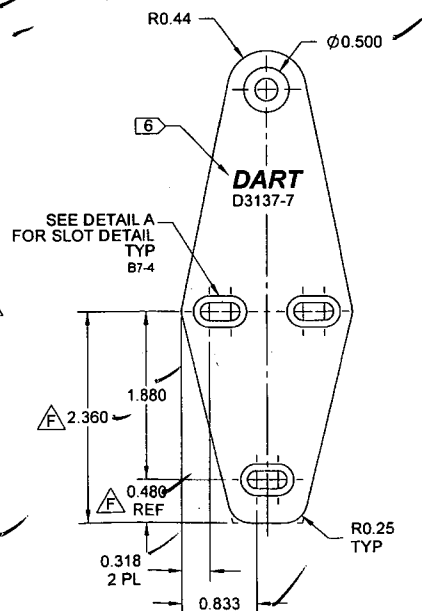 R0.44
Ø0.500
6
DART
D3137-7
SEE DETAIL A
FOR SLOT DETAIL
TYP
B7-4
1.880
F 2.360
F 0.480
REF
R0.25
TYP
0.318
2 PL
0.833